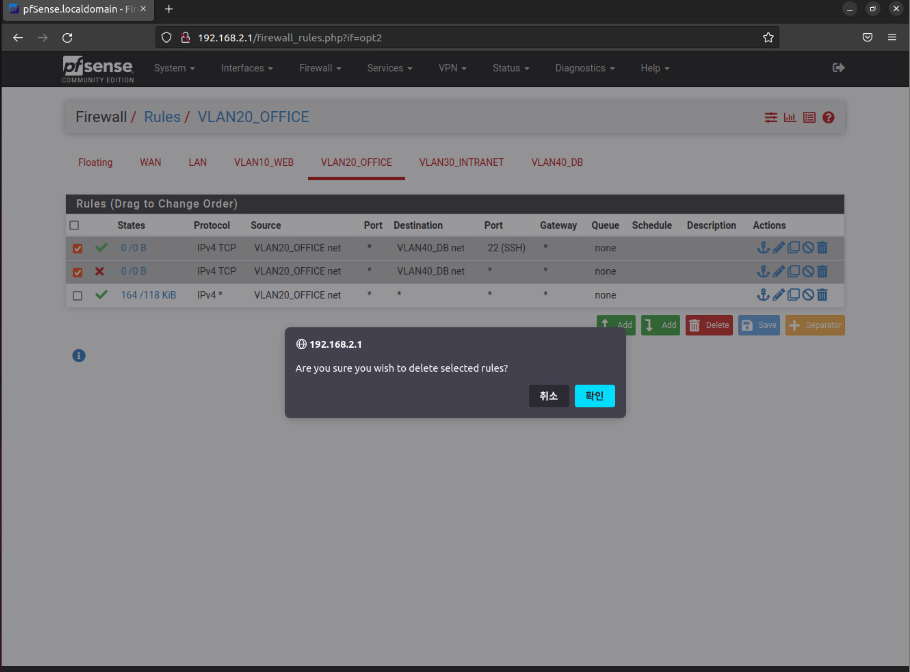 pfSense.localdomain - Fir
192.168.2.1/firewall_rules.php?if=opt2
pfsense
COMMUNITY EDITION
System Interfaces Firewall Services VPN Status Diagnostics Help
Firewall / Rules / VLAN20_OFFICE
Floating WAN LAN VLAN10_WEB VLAN20_OFFICE VLAN30_INTRANET VLAN40_DB
Rules (Drag to Change Order)
States Protocol Source Port Destination Port Gateway Queue Schedule Description Actions
0 /0 B IPv4 TCP VLAN20_OFFICE net * VLAN40_DB net 22 (SSH) * none
0 /0 B IPv4 TCP VLAN20_OFFICE net * VLAN40_DB net * * none
164 /118 KiB IPv4 * VLAN20_OFFICE net * * * * none
Add Add Delete Save Separator
192.168.2.1
Are you sure you wish to delete selected rules?
취소 확인